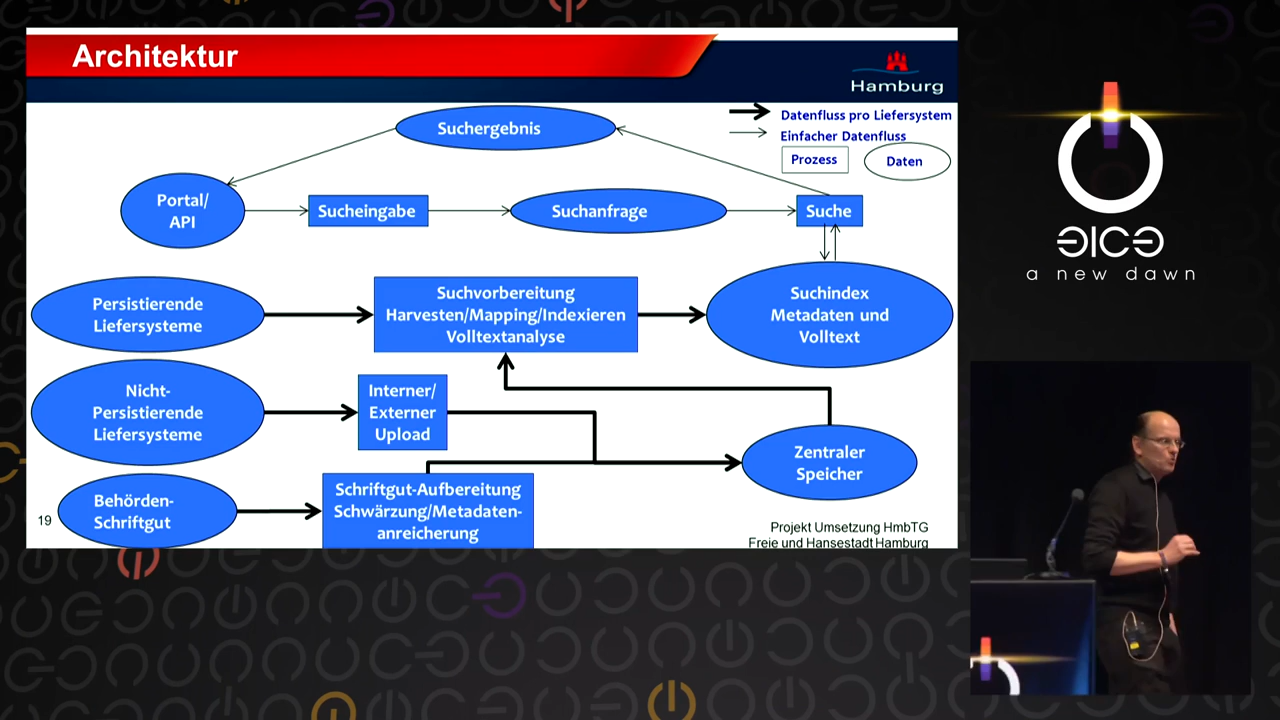 Architektur
Hamburg
Datenfluss pro Liefersystem
Einfacher Datenfluss
Prozess
Daten
Suchergebnis
Portal/
API
Sucheingabe
Suchanfrage
Suche
Persistierende
Liefersysteme
Suchvorbereitung
Harvesten/Mapping/Indexieren
Volltextanalyse
Suchindex
Metadaten und
Volltext
Nicht-
Persistierende
Liefersysteme
Interner/
Externer
Upload
Zentraler
Speicher
Behörden-
Schriftgut
Schriftgut-Aufbereitung
Schwärzung/Metadaten-
anreicherung
19
Projekt Umsetzung HmbTG
Freie und Hansestadt Hamburg
31C3
a new dawn